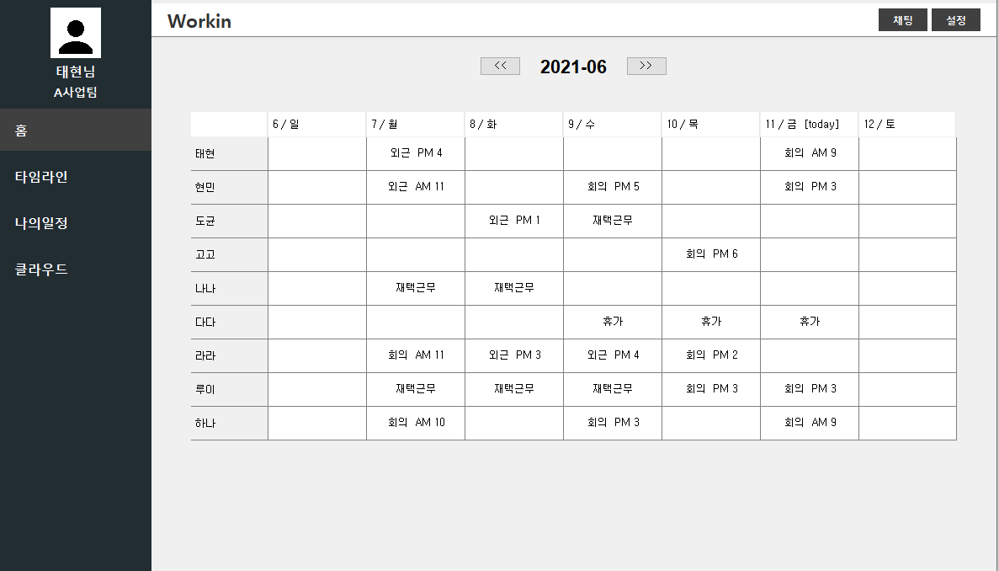 Workin
채팅 설정
태현님
A사업팀
홈
타임라인
나의일정
클라우드
<< 2021-06 >>
6 / 일 7 / 월 8 / 화 9 / 수 10 / 목 11 / 금 [today] 12 / 토
태현 외근 PM 4 회의 AM 9
현민 외근 AM 11 회의 PM 5 회의 PM 3
도균 외근 PM 1 재택근무
고고 회의 PM 6
나나 재택근무 재택근무
다다 휴가 휴가 휴가
라라 회의 AM 11 외근 PM 3 외근 PM 4 회의 PM 2
루이 재택근무 재택근무 재택근무 회의 PM 3 회의 PM 3
하나 회의 AM 10 회의 PM 3 회의 AM 9